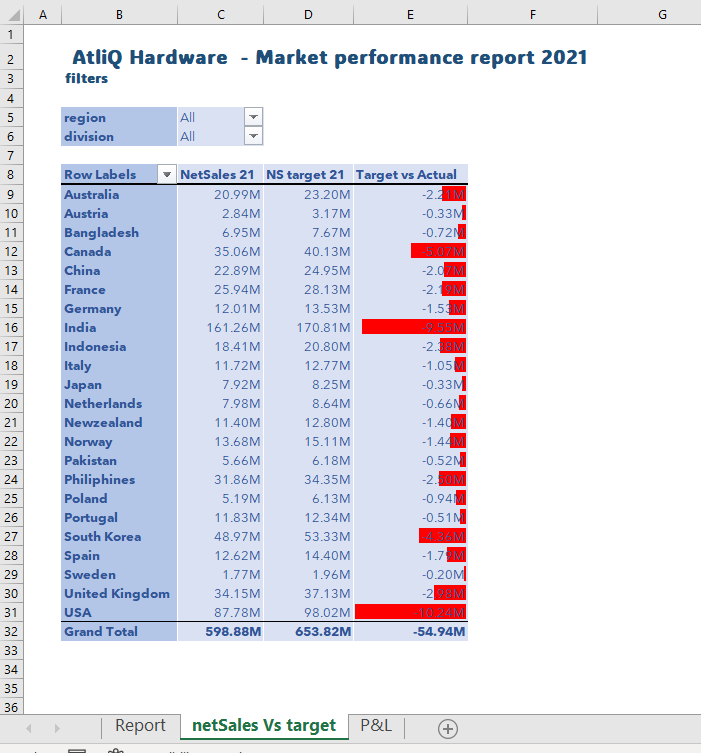 A B C D E F G
1
2 AtliQ Hardware - Market performance report 2021
3 filters
4
5 region All
6 division All
7
8 Row Labels NetSales 21 NS target 21 Target vs Actual
9 Australia 20.99M 23.20M -2.21M
10 Austria 2.84M 3.17M -0.33M
11 Bangladesh 6.95M 7.67M -0.72M
12 Canada 35.06M 40.13M -5.07M
13 China 22.89M 24.95M -2.07M
14 France 25.94M 28.13M -2.19M
15 Germany 12.01M 13.53M -1.53M
16 India 161.26M 170.81M -9.55M
17 Indonesia 18.41M 20.80M -2.38M
18 Italy 11.72M 12.77M -1.05M
19 Japan 7.92M 8.25M -0.33M
20 Netherlands 7.98M 8.64M -0.66M
21 Newzealand 11.40M 12.80M -1.40M
22 Norway 13.68M 15.11M -1.44M
23 Pakistan 5.66M 6.18M -0.52M
24 Philiphines 31.86M 34.35M -2.50M
25 Poland 5.19M 6.13M -0.94M
26 Portugal 11.83M 12.34M -0.51M
27 South Korea 48.97M 53.33M -4.36M
28 Spain 12.62M 14.40M -1.79M
29 Sweden 1.77M 1.96M -0.20M
30 United Kingdom 34.15M 37.13M -2.98M
31 USA 87.78M 98.02M -10.24M
32 Grand Total 598.88M 653.82M -54.94M
33
34
35
36
Report netSales Vs target P&L